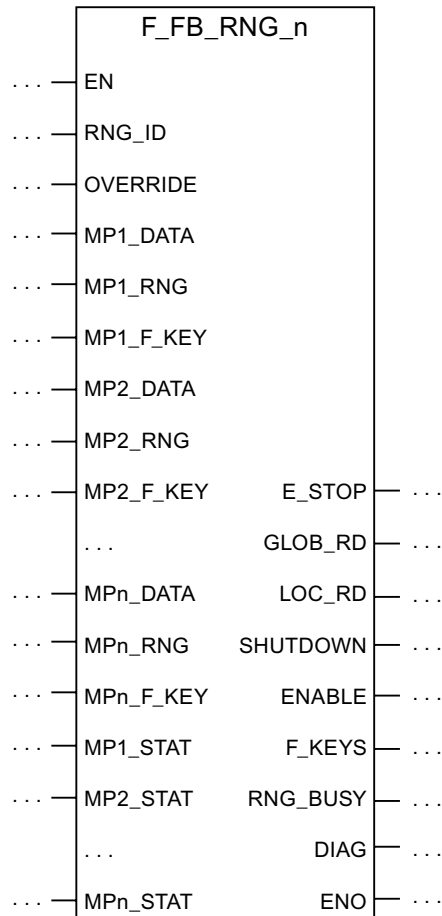 F_FB_RNG_n
. . . EN
. . . RNG_ID
. . . OVERRIDE
. . . MP1_DATA
. . . MP1_RNG
. . . MP1_F_KEY
. . . MP2_DATA
. . . MP2_RNG
. . . MP2_F_KEY E_STOP . . .
. . . GLOB_RD . . .
. . . MPn_DATA LOC_RD . . .
. . . MPn_RNG SHUTDOWN . . .
. . . MPn_F_KEY ENABLE . . .
. . . MP1_STAT F_KEYS . . .
. . . MP2_STAT RNG_BUSY . . .
. . . DIAG . . .
. . . MPn_STAT ENO . . .